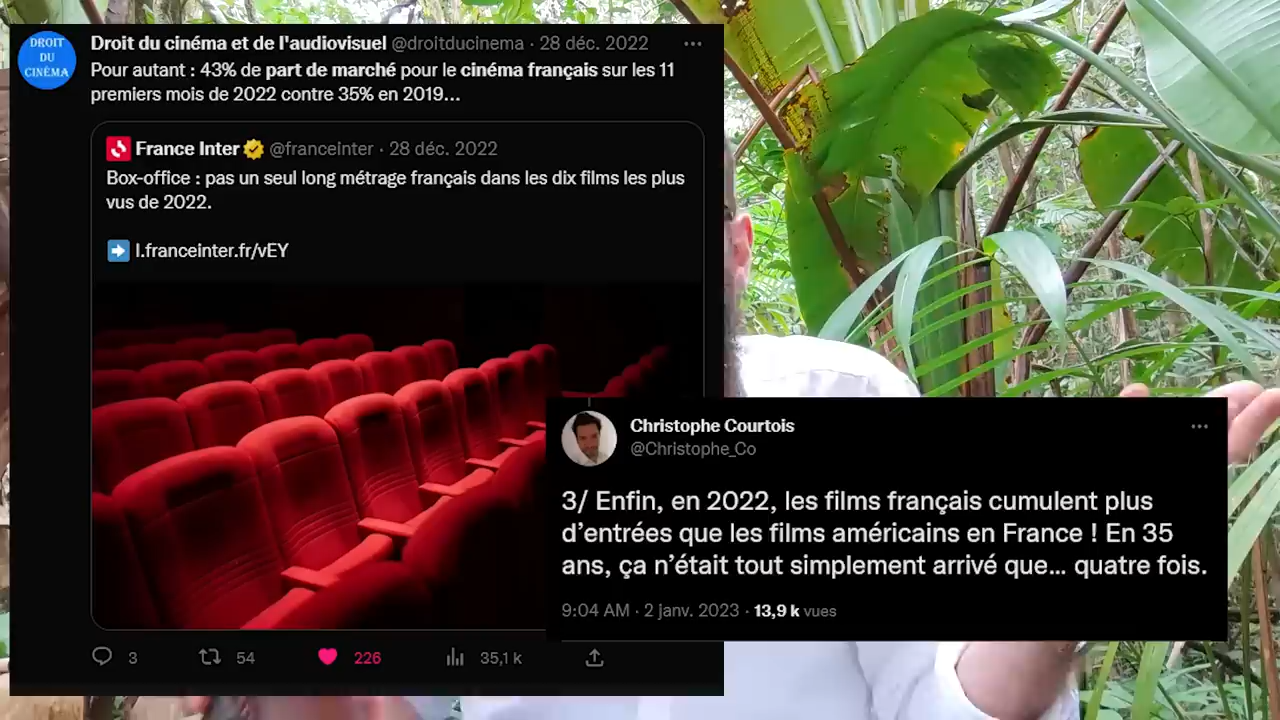 DROIT
DU
CINÉMA
Droit du cinéma et de l'audiovisuel @droitducinema · 28 déc. 2022
Pour autant : 43% de part de marché pour le cinéma français sur les 11
premiers mois de 2022 contre 35% en 2019...
France Inter @franceinter · 28 déc. 2022
Box-office : pas un seul long métrage français dans les dix films les plus
vus de 2022.
l.franceinter.fr/vEY
3 54 226 35,1 k
Christophe Courtois
@Christophe_Co
3/ Enfin, en 2022, les films français cumulent plus
d’entrées que les films américains en France ! En 35
ans, ça n’était tout simplement arrivé que… quatre fois.
9:04 AM · 2 janv. 2023 · 13,9 k vues